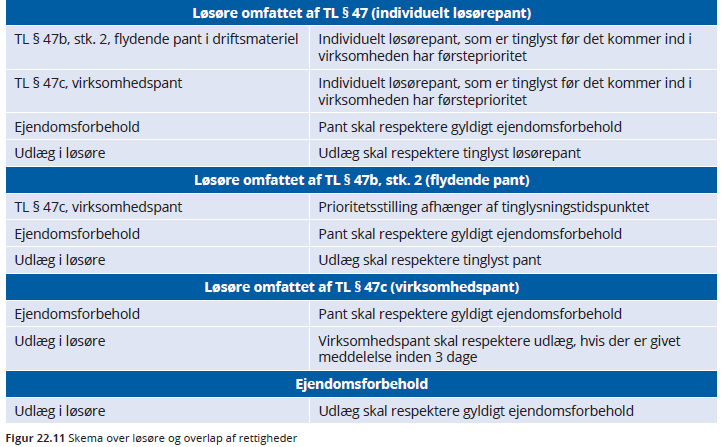 Løsøre omfattet af TL § 47 (individuelt løsørepant)
TL § 47b, stk. 2, flydende pant i driftsmateriel
Individuelt løsørepant, som er tinglyst før det kommer ind i
virksomheden har førsteprioritet
TL § 47c, virksomhedspant
Individuelt løsørepant, som er tinglyst før det kommer ind i
virksomheden har førsteprioritet
Ejendomsforbehold
Pant skal respektere gyldigt ejendomsforbehold
Udlæg i løsøre
Udlæg skal respektere tinglyst løsørepant
Løsøre omfattet af TL § 47b, stk. 2 (flydende pant)
TL § 47c, virksomhedspant
Prioritetsstilling afhænger af tinglysningstidspunktet
Ejendomsforbehold
Pant skal respektere gyldigt ejendomsforbehold
Udlæg i løsøre
Udlæg skal respektere tinglyst pant
Løsøre omfattet af TL § 47c (virksomhedspant)
Ejendomsforbehold
Pant skal respektere gyldigt ejendomsforbehold
Udlæg i løsøre
Virksomhedspant skal respektere udlæg, hvis der er givet
meddelelse inden 3 dage
Ejendomsforbehold
Udlæg i løsøre
Udlæg skal respektere gyldigt ejendomsforbehold
Figur 22.11 Skema over løsøre og overlap af rettigheder